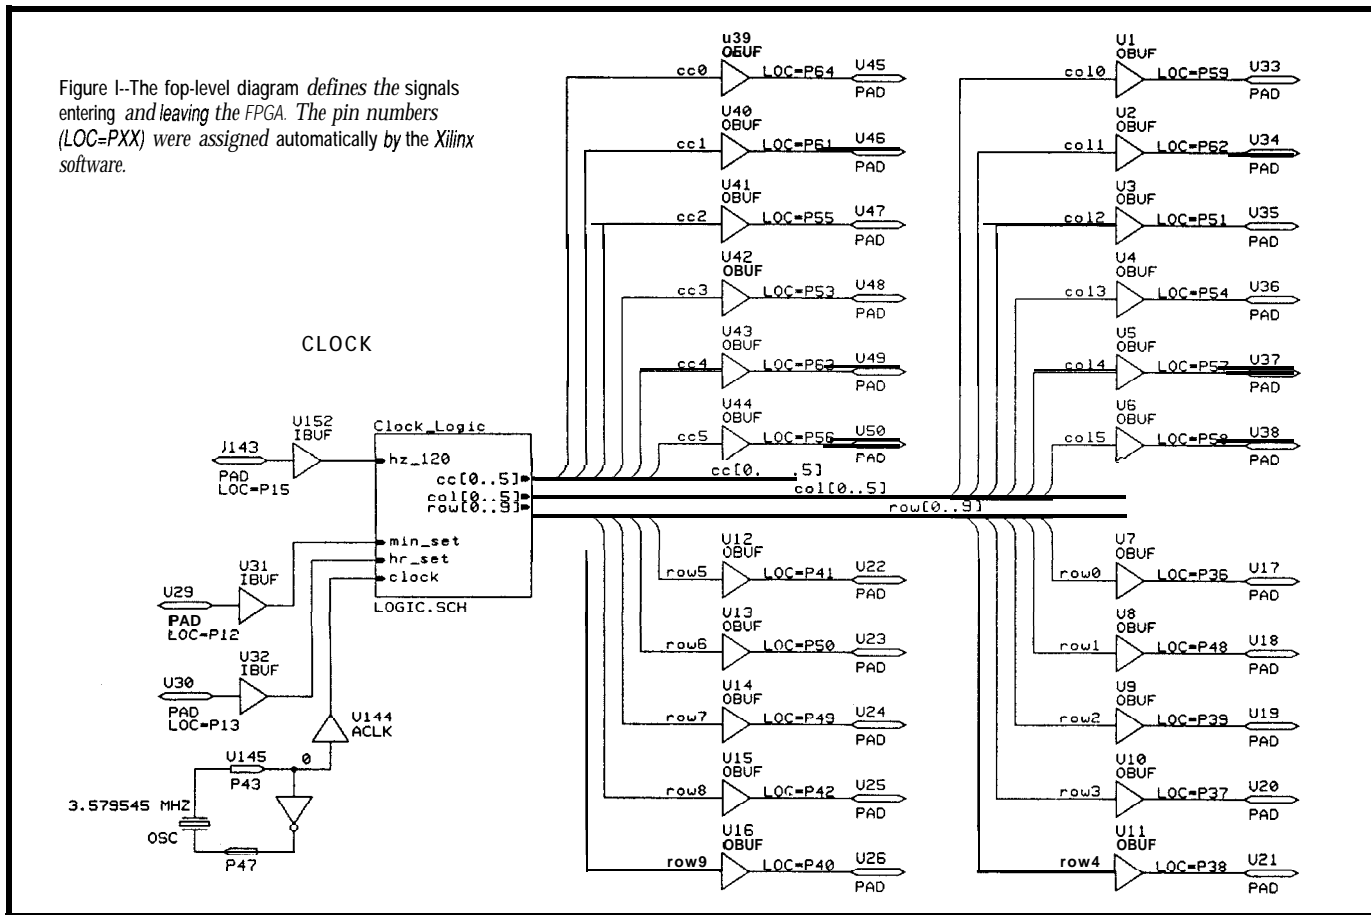 Figure I--The fop-level diagram defines the signals
entering and leaving the FPGA. The pin numbers
(LOC=PXX) were assigned automatically by the Xilinx
software.
u39
OBUF
cc0
LOC=P64
U45
PAD
U40
OBUF
cc1
LOC=P61
U46
PAD
U41
OBUF
cc2
LOC=P55
U47
PAD
U42
OBUF
cc3
LOC=P53
U48
PAD
U43
OBUF
cc4
LOC=P63
U49
PAD
U44
OBUF
cc5
LOC=P56
U50
PAD
U1
OBUF
col0
LOC=P59
U33
PAD
U2
OBUF
col1
LOC=P62
U34
PAD
U3
OBUF
col2
LOC=P51
U35
PAD
U4
OBUF
col3
LOC=P54
U36
PAD
U5
OBUF
col4
LOC=P57
U37
PAD
U6
OBUF
col5
LOC=P58
U38
PAD
CLOCK
U152
IBUF
J143
PAD
LOC=P15
Clock_Logic
hz_120
cc[0..5]
col[0..5]
row[0..9]
min_set
hr_set
clock
LOGIC.SCH
cc[0. ...5]
col[0..5]
row[0..9]
U31
IBUF
U29
PAD
LOC=P12
U32
IBUF
U30
PAD
LOC=P13
U144
ACLK
U145
P43
0
3.579545 MHZ
OSC
P47
U12
OBUF
row5
LOC=P41
U22
PAD
U13
OBUF
row6
LOC=P50
U23
PAD
U14
OBUF
row7
LOC=P49
U24
PAD
U15
OBUF
row8
LOC=P42
U25
PAD
U16
OBUF
row9
LOC=P40
U26
PAD
U7
OBUF
row0
LOC=P36
U17
PAD
U8
OBUF
row1
LOC=P48
U18
PAD
U9
OBUF
row2
LOC=P39
U19
PAD
U10
OBUF
row3
LOC=P37
U20
PAD
U11
OBUF
row4
LOC=P38
U21
PAD